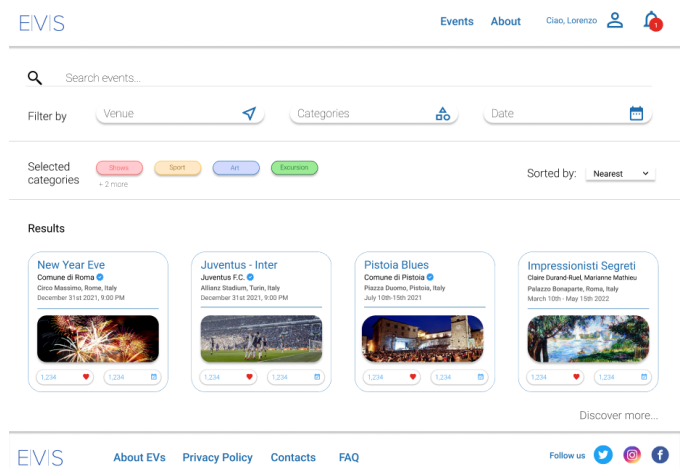 E|V|S
Events About Ciao, Lorenzo 1
Search events...
Filter by Venue Categories Date
Selected categories Shows Sport Art Excursion
+ 2 more
Sorted by: Nearest
Results
New Year Eve
Comune di Roma
Circo Massimo, Rome, Italy
December 31st 2021, 9:00 PM
1,234 1,234
Juventus - Inter
Juventus F.C.
Allianz Stadium, Turin, Italy
December 31st 2021, 9:00 PM
1,234 1,234
Pistoia Blues
Comune di Pistoia
Piazza Duomo, Pistoia, Italy
July 10th-15th 2021
1,234 1,234
Impressionisti Segreti
Claire Durand-Ruel, Marianne Mathieu
Palazzo Bonaparte, Roma, Italy
March 10th - May 15th 2022
1,234 1,234
Discover more...
E|V|S
About EVs Privacy Policy Contacts FAQ
Follow us